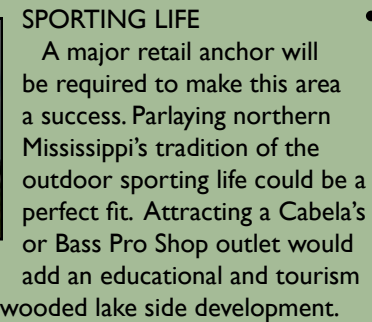 SPORTING LIFE
A major retail anchor will
be required to make this area
a success. Parlaying northern
Mississippi's tradition of the
outdoor sporting life could be a
perfect fit. Attracting a Cabela's
or Bass Pro Shop outlet would
add an educational and tourism
wooded lake side development.